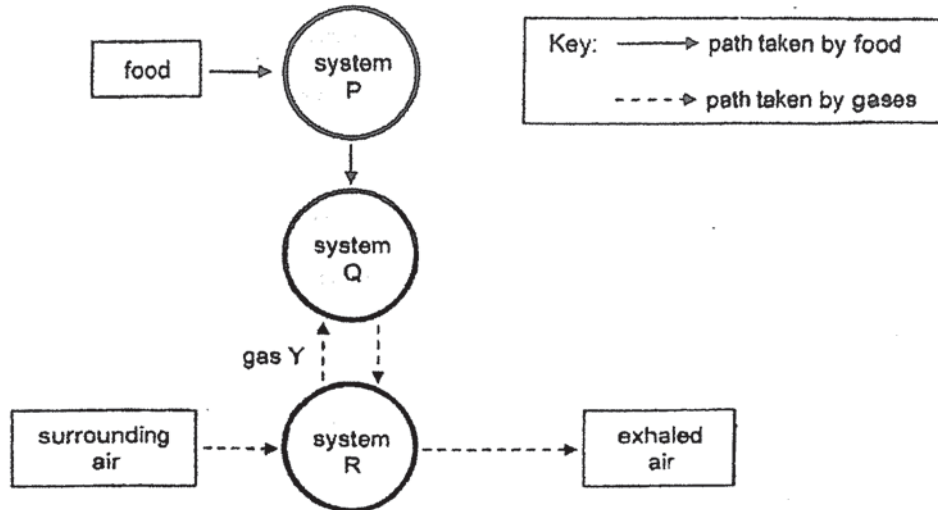 food
system
P
Key:
path taken by food
path taken by gases
system
Q
gas Y
surrounding
air
system
R
exhaled
air